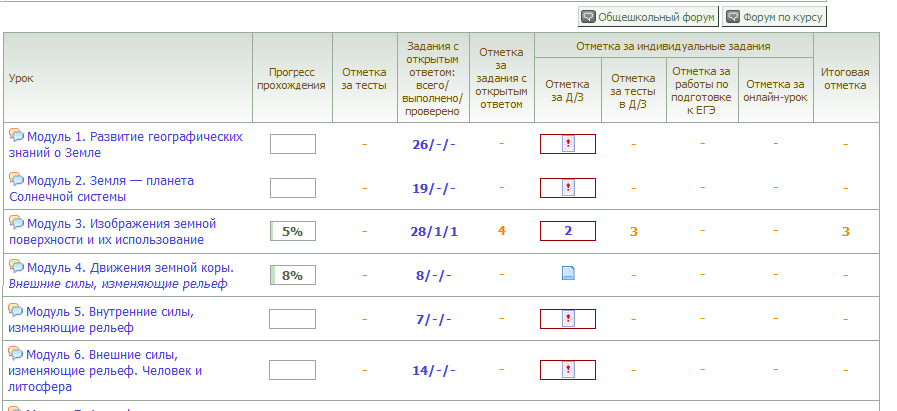 Общешкольный форум
Форум по курсу
Урок
Прогресс
прохождения
Отметка
за тесты
Задания с
открытым
ответом:
всего/
выполнено/
проверено
Отметка
за
задания с
открытым
ответом
Отметка за индивидуальные задания
Отметка
за Д/З
Отметка
за тесты
в Д/З
Отметка за
работы по
подготовке
к ЕГЭ
Отметка за
онлайн-урок
Итоговая
отметка
Модуль 1. Развитие географических
знаний о Земле
- 26/-/- - - - - -
Модуль 2. Земля — планета
Солнечной системы
- 19/-/- - - - - -
Модуль 3. Изображения земной
поверхности и их использование
5% - 28/1/1 4 2 3 - - 3
Модуль 4. Движения земной коры.
Внешние силы, изменяющие рельеф
8% - 8/-/- - - - - -
Модуль 5. Внутренние силы,
изменяющие рельеф
- 7/-/- - - - - -
Модуль 6. Внешние силы,
изменяющие рельеф. Человек и
литосфера
- 14/-/- - - - - -